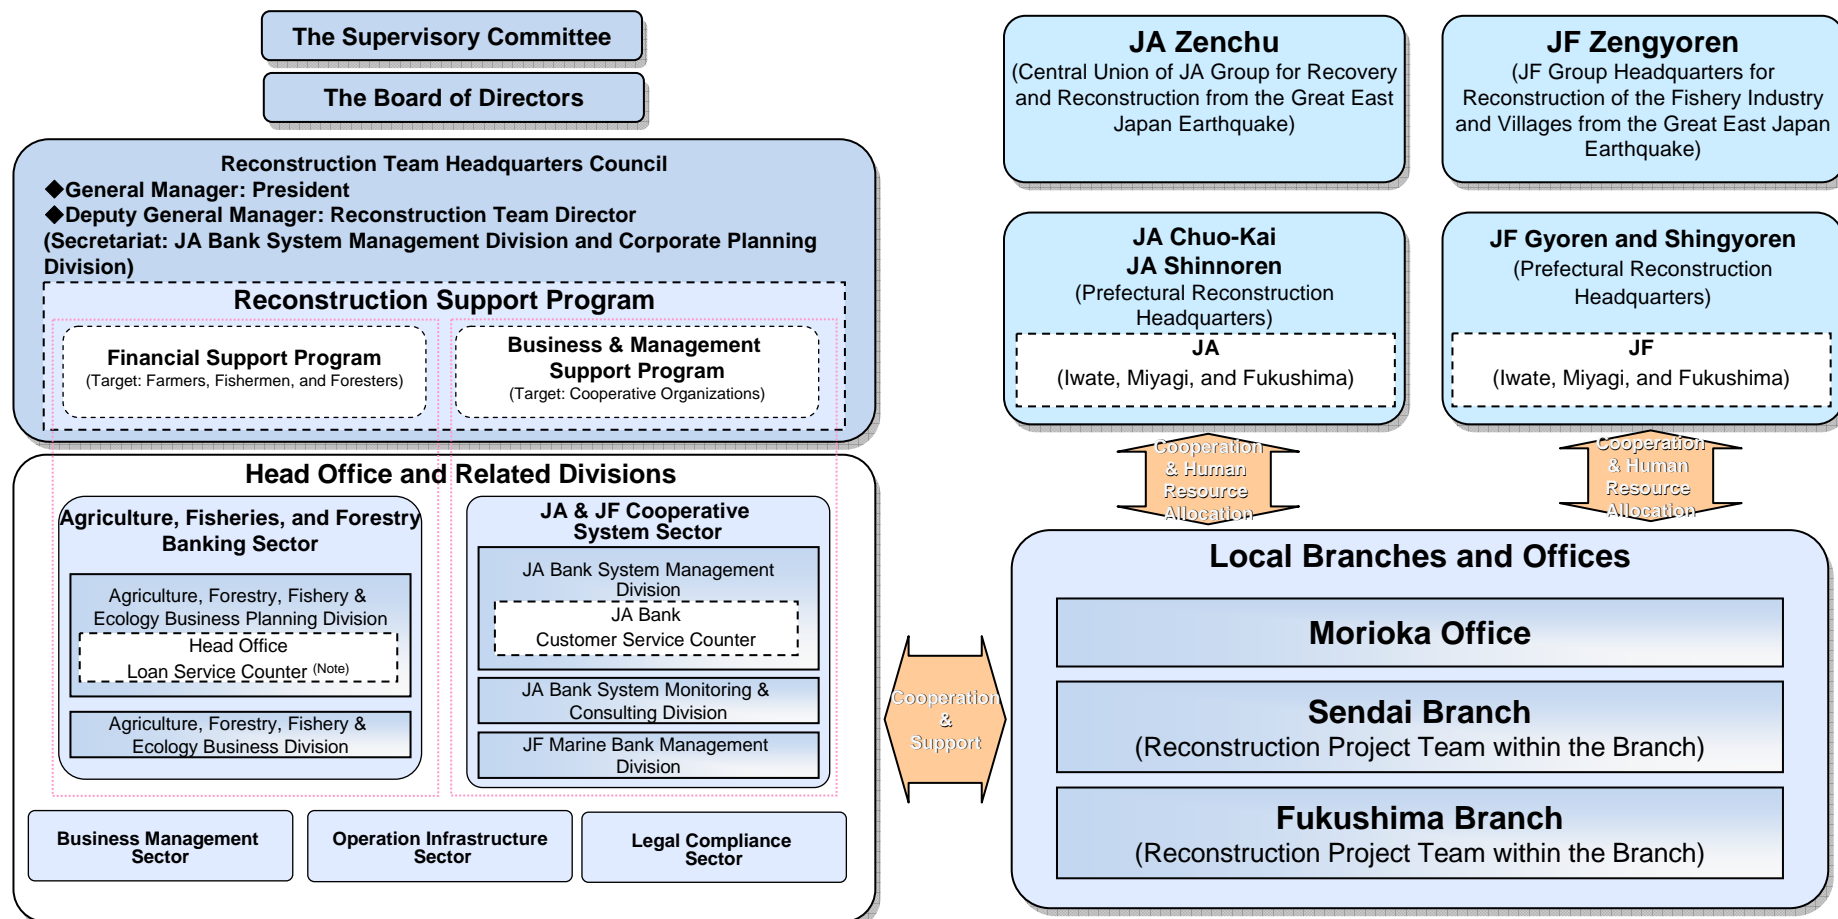 The Supervisory Committee
The Board of Directors
Reconstruction Team Headquarters Council
◆General Manager: President
◆Deputy General Manager: Reconstruction Team Director
(Secretariat: JA Bank System Management Division and Corporate Planning
Division)
Reconstruction Support Program
Financial Support Program
(Target: Farmers, Fishermen, and Foresters)
Business & Management
Support Program
(Target: Cooperative Organizations)
Head Office and Related Divisions
Agriculture, Fisheries, and Forestry
Banking Sector
Agriculture, Forestry, Fishery &
Ecology Business Planning Division
Head Office
Loan Service Counter (Note)
Agriculture, Forestry, Fishery &
Ecology Business Division
JA & JF Cooperative
System Sector
JA Bank System Management
Division
JA Bank
Customer Service Counter
JA Bank System Monitoring &
Consulting Division
JF Marine Bank Management
Division
Business Management
Sector
Operation Infrastructure
Sector
Legal Compliance
Sector
Cooperation
&
Support
JA Zenchu
(Central Union of JA Group for Recovery
and Reconstruction from the Great East
Japan Earthquake)
JF Zengyoren
(JF Group Headquarters for
Reconstruction of the Fishery Industry
and Villages from the Great East Japan
Earthquake)
JA Chuo-Kai
JA Shinnoren
(Prefectural Reconstruction
Headquarters)
JA
(Iwate, Miyagi, and Fukushima)
JF Gyoren and Shingyoren
(Prefectural Reconstruction
Headquarters)
JF
(Iwate, Miyagi, and Fukushima)
Cooperation
& Human
Resource
Allocation
Cooperation
& Human
Resource
Allocation
Local Branches and Offices
Morioka Office
Sendai Branch
(Reconstruction Project Team within the Branch)
Fukushima Branch
(Reconstruction Project Team within the Branch)